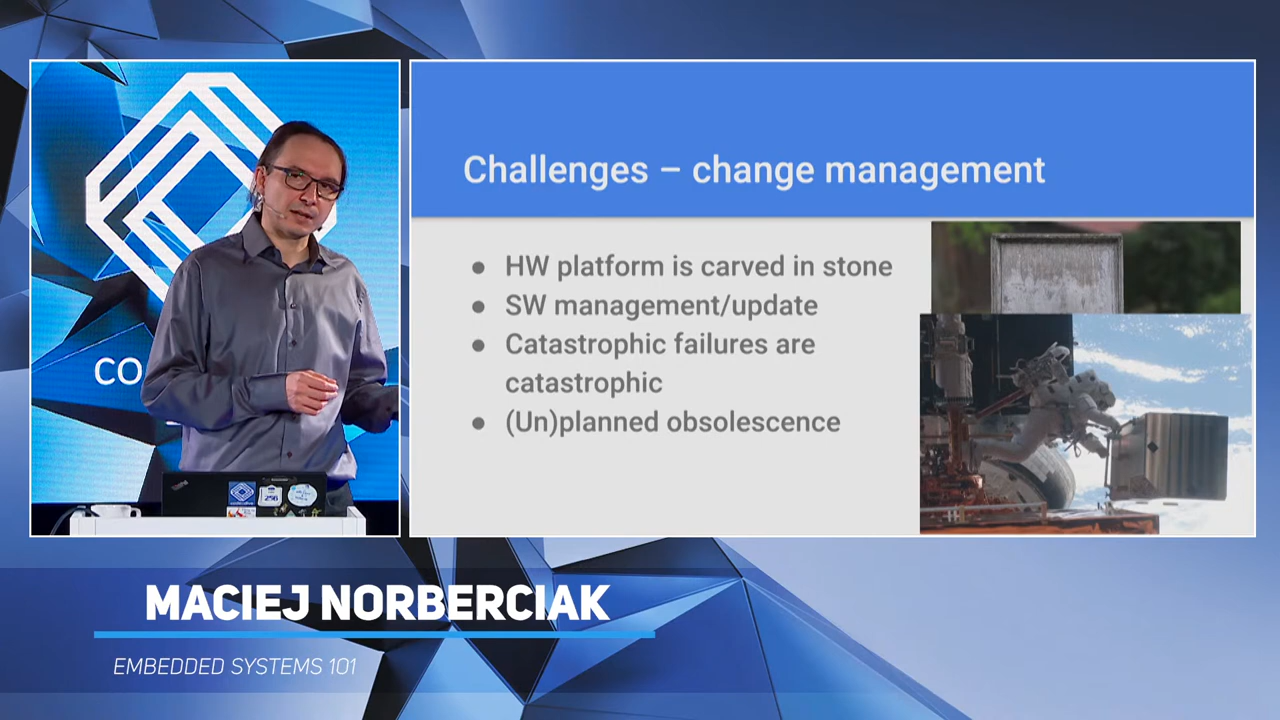 Challenges – change management
● HW platform is carved in stone
● SW management/update
● Catastrophic failures are
catastrophic
● (Un)planned obsolescence
CO
MACIEJ NORBERCIAK
EMBEDDED SYSTEMS 101